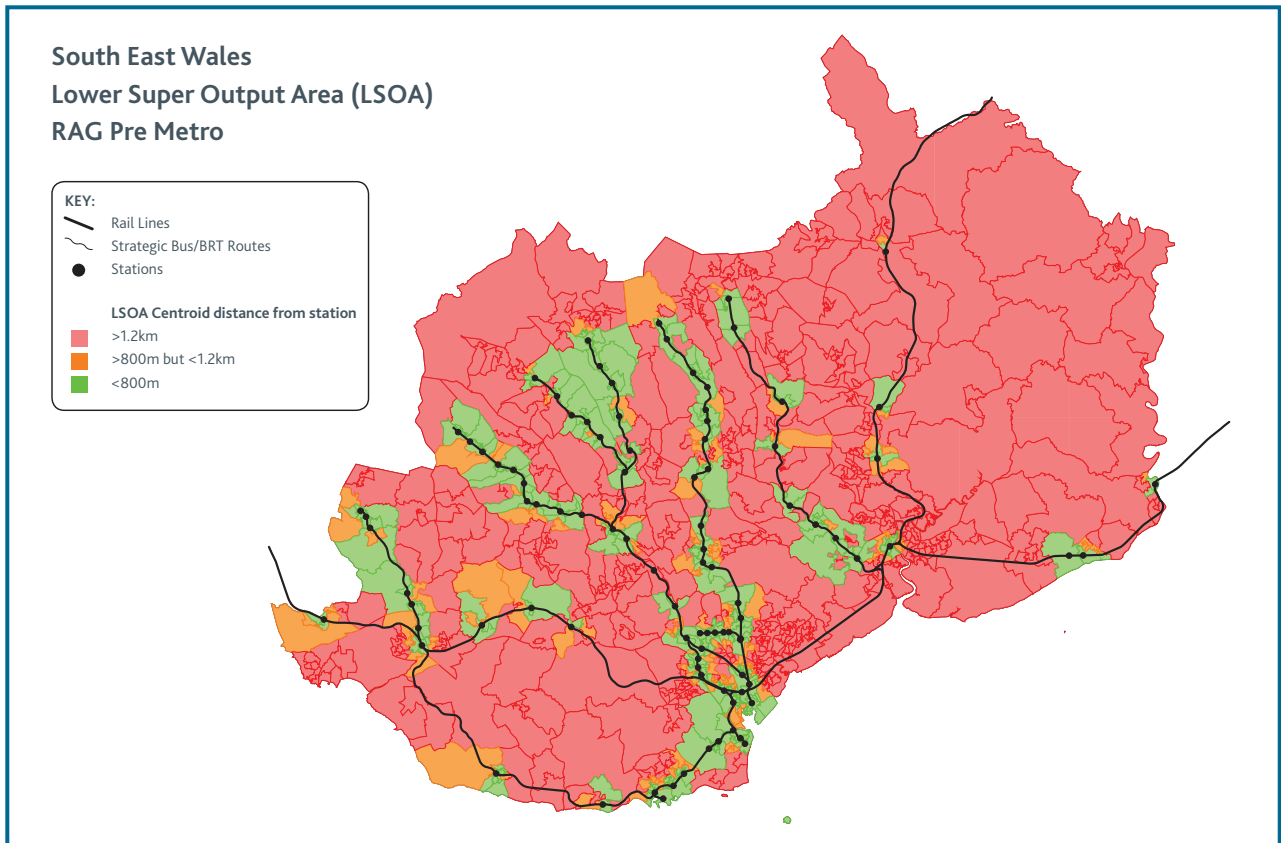 South East Wales
Lower Super Output Area (LSOA)
RAG Pre Metro
KEY:
Rail Lines
Strategic Bus/BRT Routes
Stations
LSOA Centroid distance from station
>1.2km
>800m but <1.2km
<800m